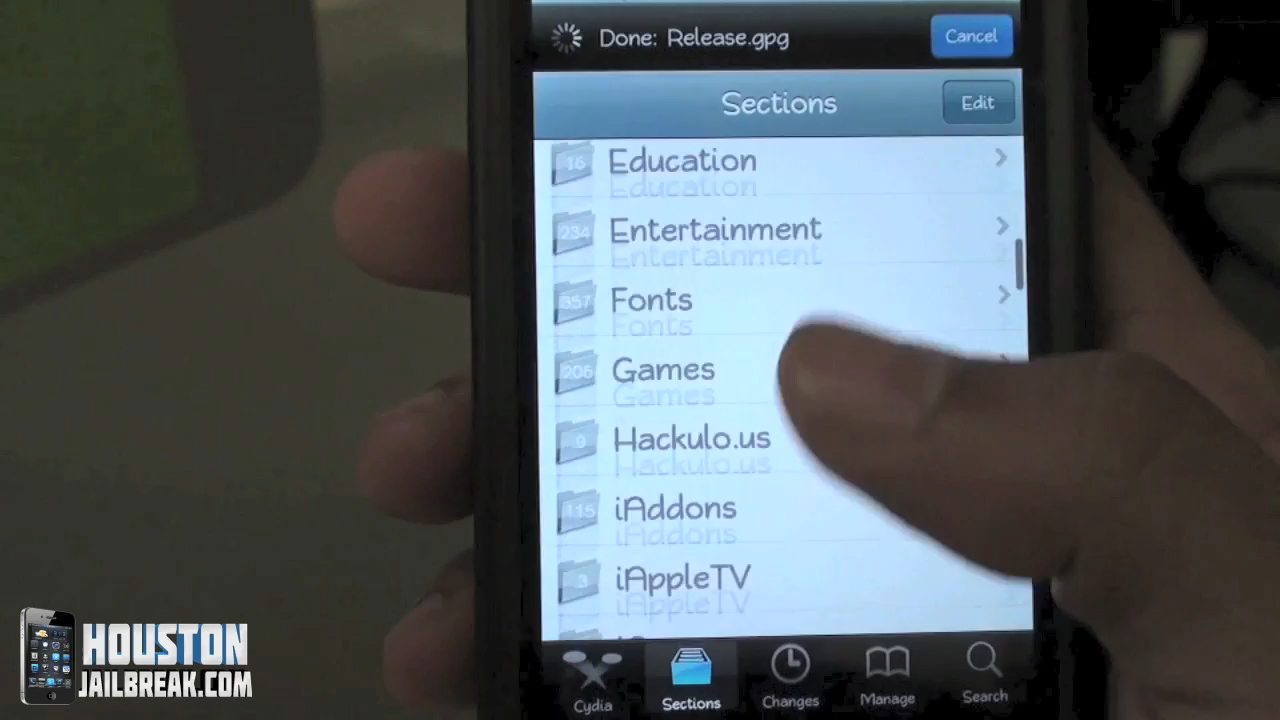 Done: Release.gpg
Cancel
Sections
Edit
16 Education
234 Entertainment
357 Fonts
206 Games
9 Hackulo.us
115 iAddons
3 iAppleTV
Cydia
Sections
Changes
Manage
Search
HOUSTON
JAILBREAK.COM